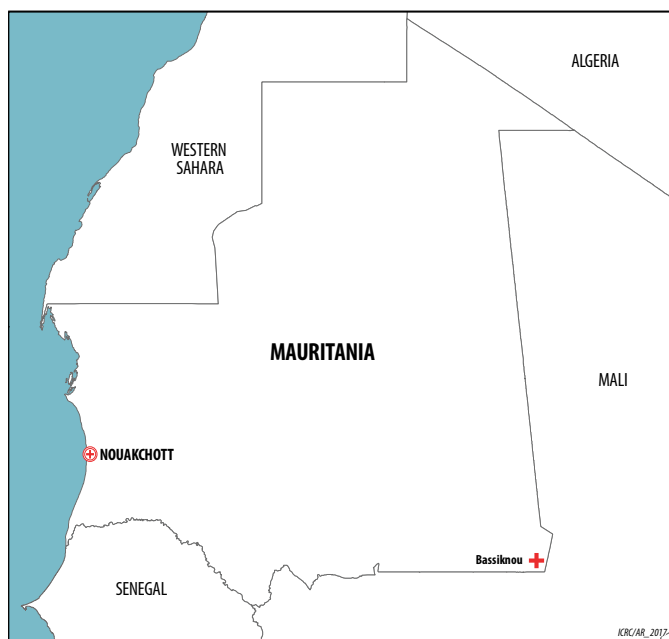 ALGERIA
WESTERN
SAHARA
MAURITANIA
MALI
NOUAKCHOTT
Bassiknou
SENEGAL
ICRC/AR_2017